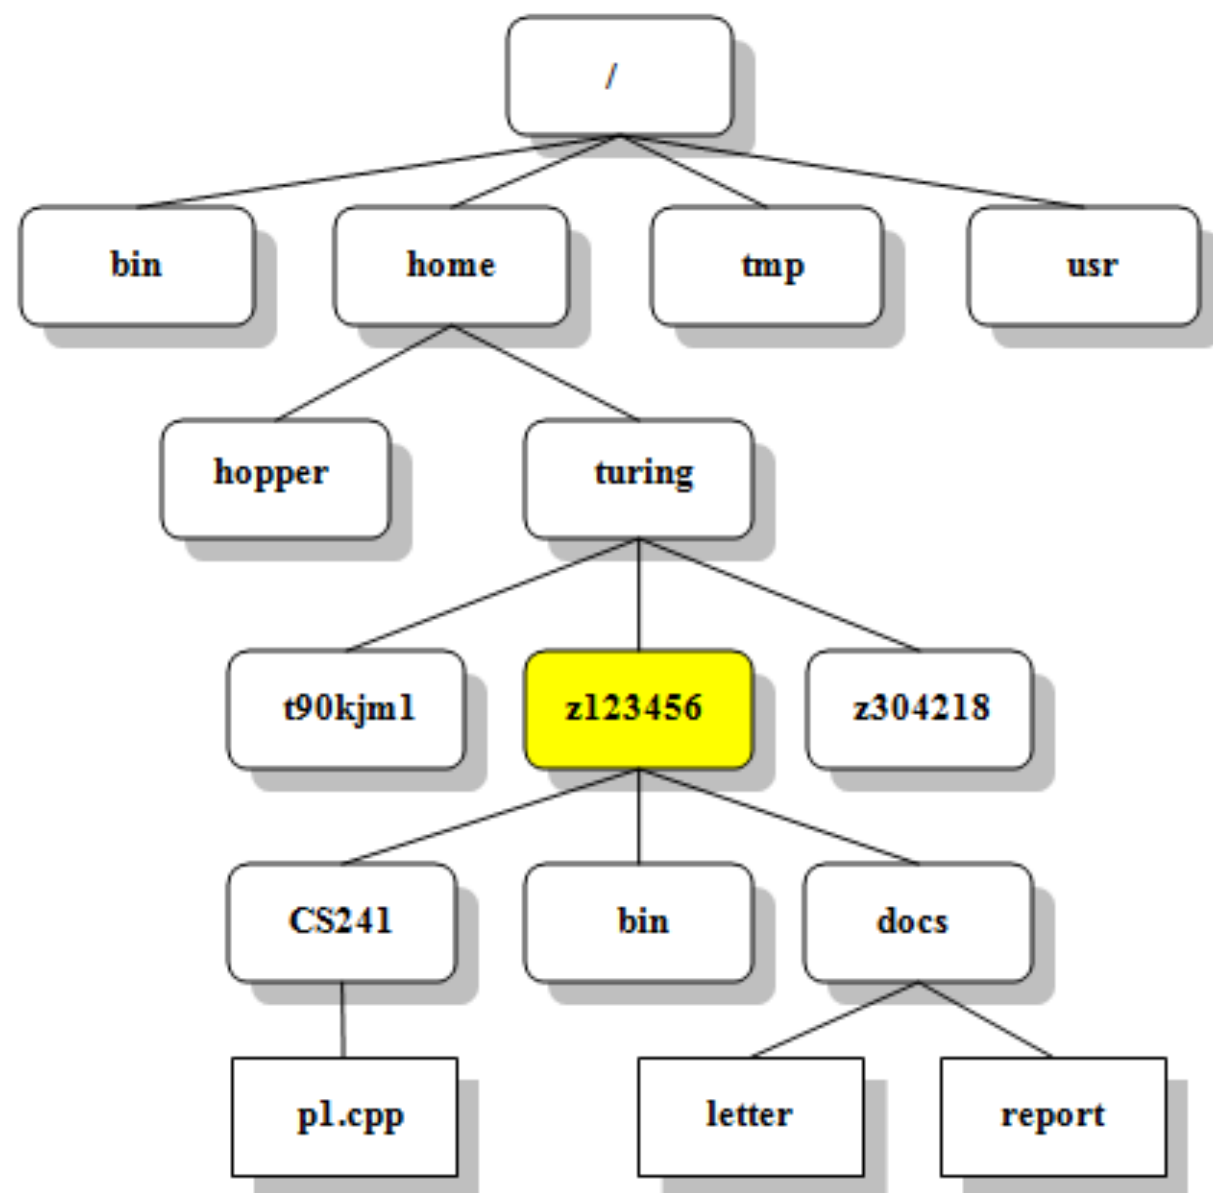 /
bin home tmp usr
hopper turing
t90kjm1 z123456 z304218
CS241 bin docs
p1.cpp letter report